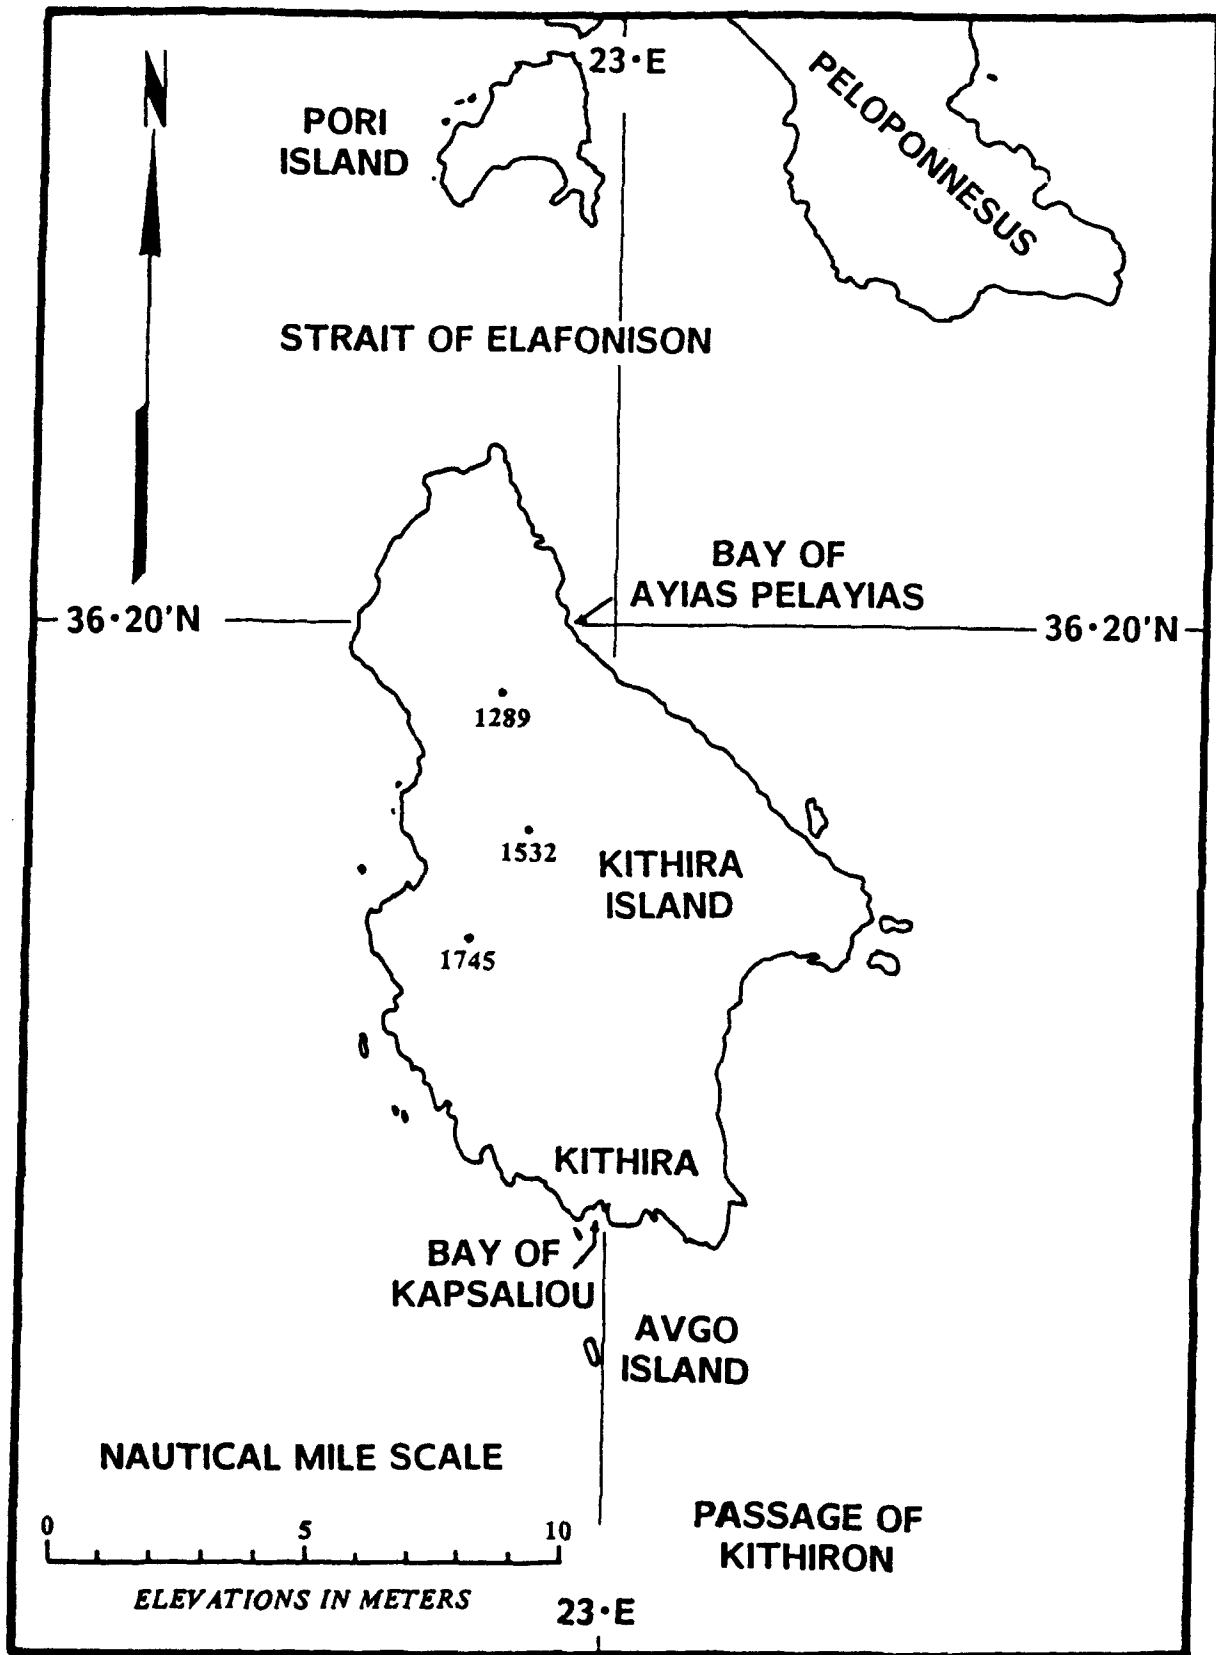 N
23·E
PORI
ISLAND
PELOPONNESUS
STRAIT OF ELAFONISON
BAY OF
AYIAS PELAYIAS
36·20'N
36·20'N
1289
1532
KITHIRA
ISLAND
1745
KITHIRA
BAY OF
KAPSALIOU
AVGO
ISLAND
NAUTICAL MILE SCALE
0 5 10
ELEVATIONS IN METERS
PASSAGE OF
KITHIRON
23·E